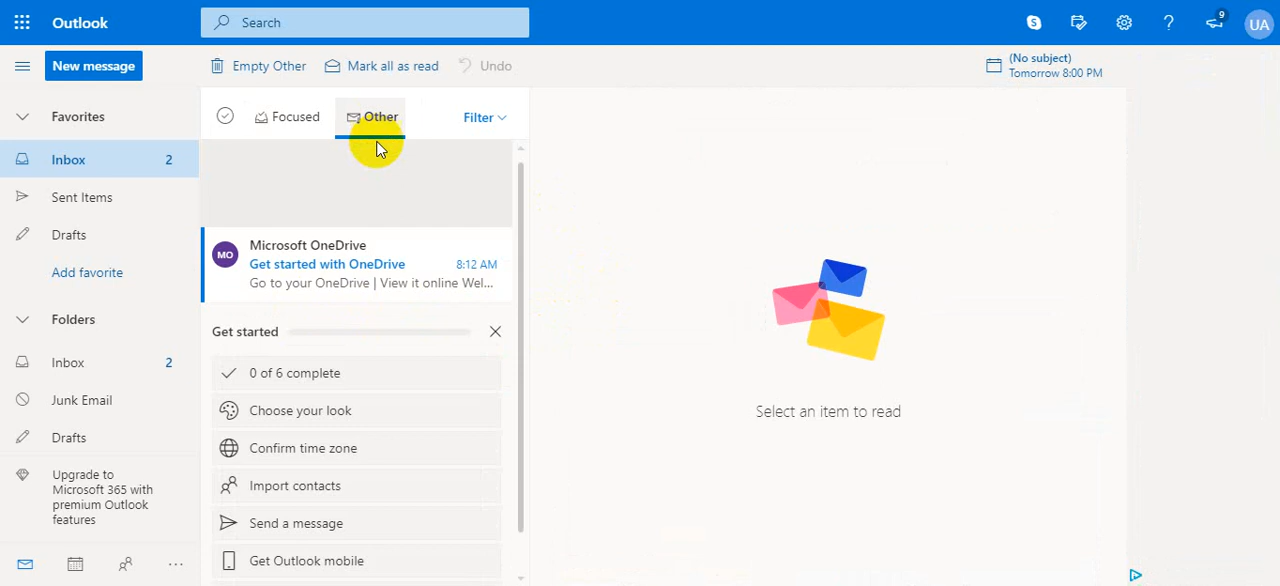 Outlook
Search
9
UA
New message
Empty Other
Mark all as read
Undo
(No subject)
Tomorrow 8:00 PM
Favorites
Inbox 2
Sent Items
Drafts
Add favorite
Folders
Inbox 2
Junk Email
Drafts
Upgrade to
Microsoft 365 with
premium Outlook
features
Focused
Other
Filter
MO
Microsoft OneDrive
Get started with OneDrive 8:12 AM
Go to your OneDrive | View it online Wel...
Get started
0 of 6 complete
Choose your look
Confirm time zone
Import contacts
Send a message
Get Outlook mobile
Select an item to read